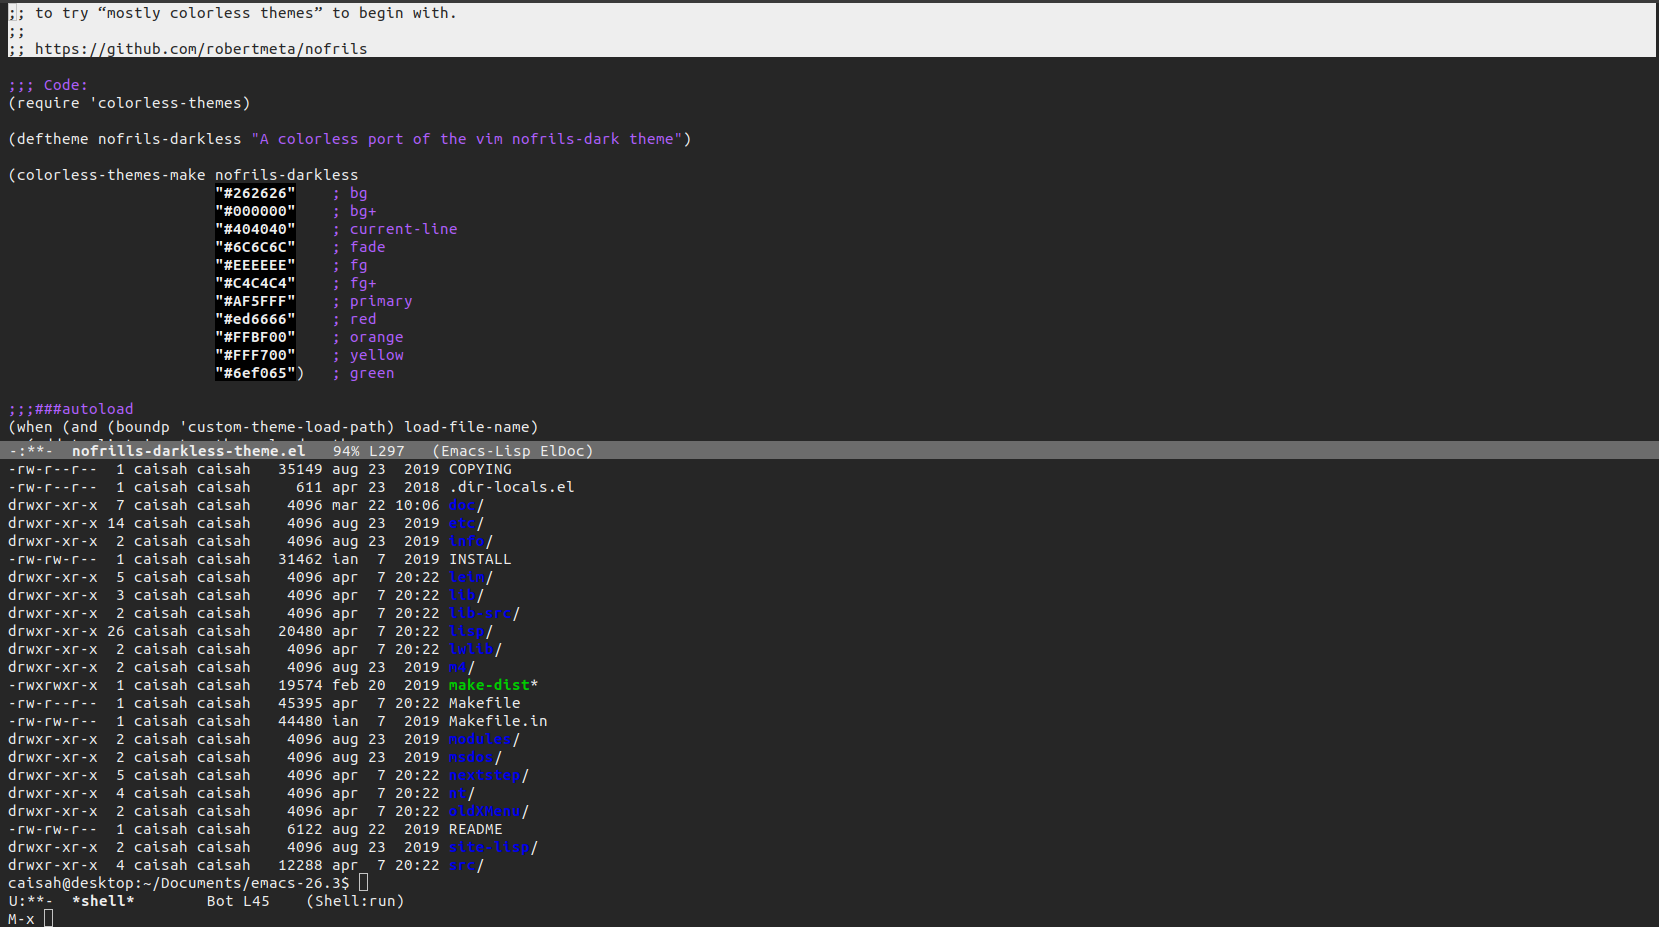 ;; to try “mostly colorless themes” to begin with.
;;
;; https://github.com/robertmeta/nofrils
;;; Code:
(require 'colorless-themes)
(deftheme nofrils-darkless "A colorless port of the vim nofrils-dark theme")
(colorless-themes-make nofrils-darkless
"#262626" ; bg
"#000000" ; bg+
"#404040" ; current-line
"#6C6C6C" ; fade
"#EEEEEE" ; fg
"#C4C4C4" ; fg+
"#AF5FFF" ; primary
"#ed6666" ; red
"#FFBF00" ; orange
"#FFF700" ; yellow
"#6ef065") ; green
;;;###autoload
(when (and (boundp 'custom-theme-load-path) load-file-name)
-:**- nofrills-darkless-theme.el 94% L297 (Emacs-Lisp ElDoc)
-rw-r--r-- 1 caisah caisah 35149 aug 23 2019 COPYING
-rw-r--r-- 1 caisah caisah 611 apr 23 2018 .dir-locals.el
drwxr-xr-x 7 caisah caisah 4096 mar 22 10:06 doc/
drwxr-xr-x 14 caisah caisah 4096 aug 23 2019 etc/
drwxr-xr-x 2 caisah caisah 4096 aug 23 2019 info/
-rw-rw-r-- 1 caisah caisah 31462 ian 7 2019 INSTALL
drwxr-xr-x 5 caisah caisah 4096 apr 7 20:22 leim/
drwxr-xr-x 3 caisah caisah 4096 apr 7 20:22 lib/
drwxr-xr-x 2 caisah caisah 4096 apr 7 20:22 lib-src/
drwxr-xr-x 26 caisah caisah 20480 apr 7 20:22 lisp/
drwxr-xr-x 2 caisah caisah 4096 apr 7 20:22 lwlib/
drwxr-xr-x 2 caisah caisah 4096 aug 23 2019 m4/
-rwxrwxr-x 1 caisah caisah 19574 feb 20 2019 make-dist*
-rw-r--r-- 1 caisah caisah 45395 apr 7 20:22 Makefile
-rw-rw-r-- 1 caisah caisah 44480 ian 7 2019 Makefile.in
drwxr-xr-x 2 caisah caisah 4096 aug 23 2019 modules/
drwxr-xr-x 2 caisah caisah 4096 aug 23 2019 msdos/
drwxr-xr-x 5 caisah caisah 4096 apr 7 20:22 nextstep/
drwxr-xr-x 4 caisah caisah 4096 apr 7 20:22 nt/
drwxr-xr-x 2 caisah caisah 4096 apr 7 20:22 oldXMenu/
-rw-rw-r-- 1 caisah caisah 6122 aug 22 2019 README
drwxr-xr-x 2 caisah caisah 4096 aug 23 2019 site-lisp/
drwxr-xr-x 4 caisah caisah 12288 apr 7 20:22 src/
caisah@desktop:~/Documents/emacs-26.3$
U:**- *shell* Bot L45 (Shell:run)
M-x